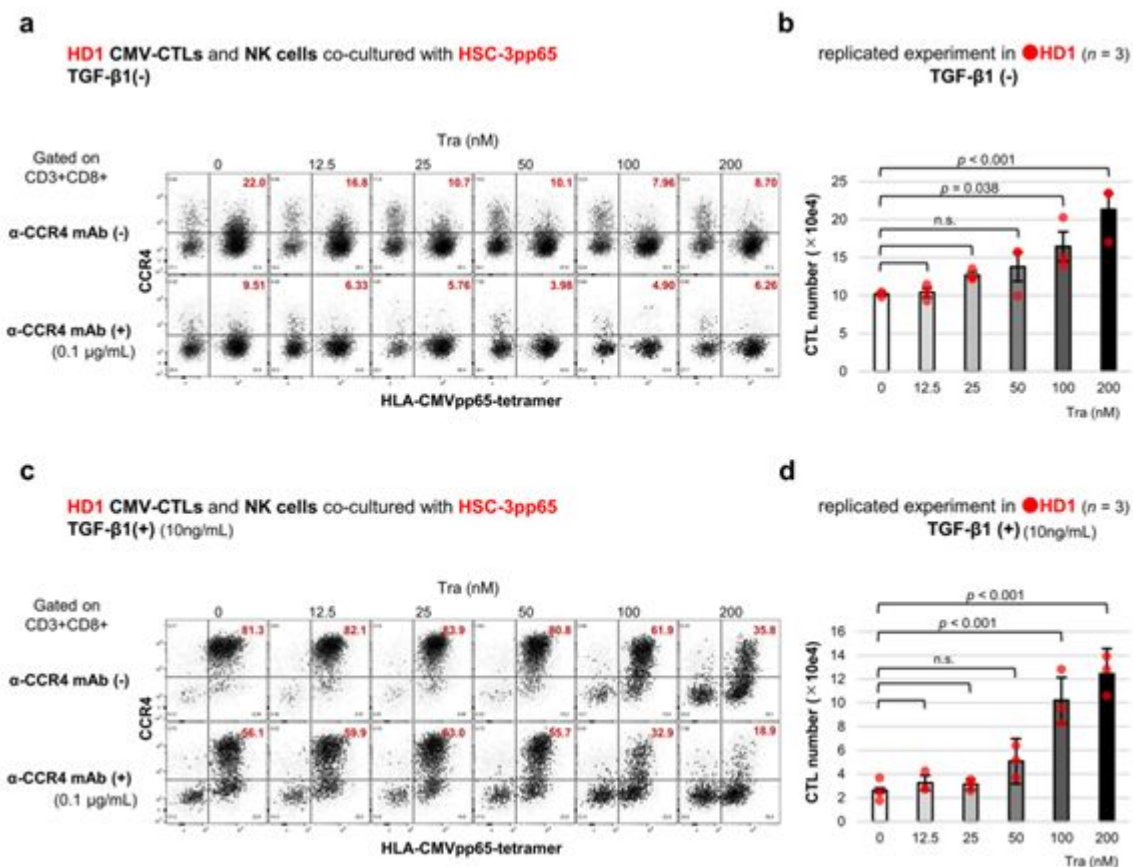 a
HD1 CMV-CTLs and NK cells co-cultured with HSC-3pp65
TGF-β1(-)
Tra (nM)
Gated on
CD3+CD8+
0 12.5 25 50 100 200
α-CCR4 mAb (-)
22.0 16.8 10.7 10.1 7.96 8.70
CCR4
α-CCR4 mAb (+)
(0.1 µg/mL)
9.51 6.33 5.76 3.98 4.90 6.26
HLA-CMVpp65-tetramer
b
replicated experiment in HD1 (n = 3)
TGF-β1 (-)
p < 0.001
p = 0.038
n.s.
CTL number (×10e4)
25
20
15
10
5
0
0 12.5 25 50 100 200
Tra (nM)
c
HD1 CMV-CTLs and NK cells co-cultured with HSC-3pp65
TGF-β1(+) (10ng/mL)
Tra (nM)
Gated on
CD3+CD8+
0 12.5 25 50 100 200
α-CCR4 mAb (-)
81.3 82.1 83.9 80.8 61.9 35.8
CCR4
α-CCR4 mAb (+)
(0.1 µg/mL)
56.1 59.9 63.0 55.7 32.9 18.9
HLA-CMVpp65-tetramer
d
replicated experiment in HD1 (n = 3)
TGF-β1 (+) (10ng/mL)
p < 0.001
p < 0.001
n.s.
CTL number (×10e4)
16
14
12
10
8
6
4
2
0
0 12.5 25 50 100 200
Tra (nM)